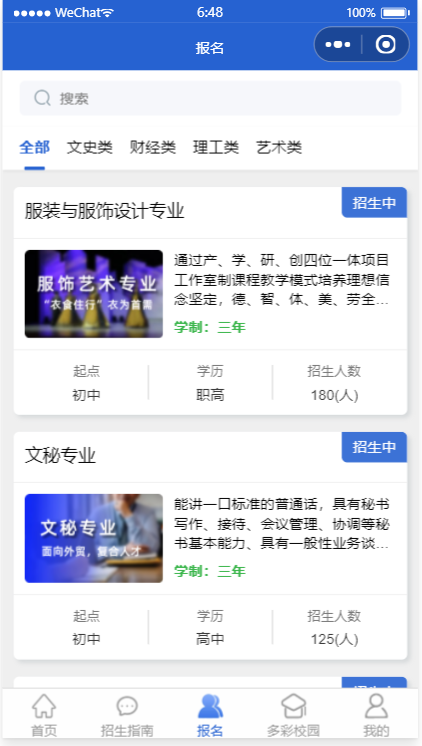 WeChat 6:48 100%
报名
搜索
全部 文史类 财经类 理工类 艺术类
招生中
服装与服饰设计专业
服饰艺术专业
“衣食住行”衣为首需
通过产、学、研、创四位一体项目
工作室制课程教学模式培养理想信
念坚定，德、智、体、美、劳全...
学制：三年
起点 学历 招生人数
初中 职高 180(人)
招生中
文秘专业
文秘专业
面向外贸，复合人才
能讲一口标准的普通话，具有秘书
写作、接待、会议管理、协调等秘
书基本能力、具有一般性业务谈...
学制：三年
起点 学历 招生人数
初中 高中 125(人)
首页 招生指南 报名 多彩校园 我的